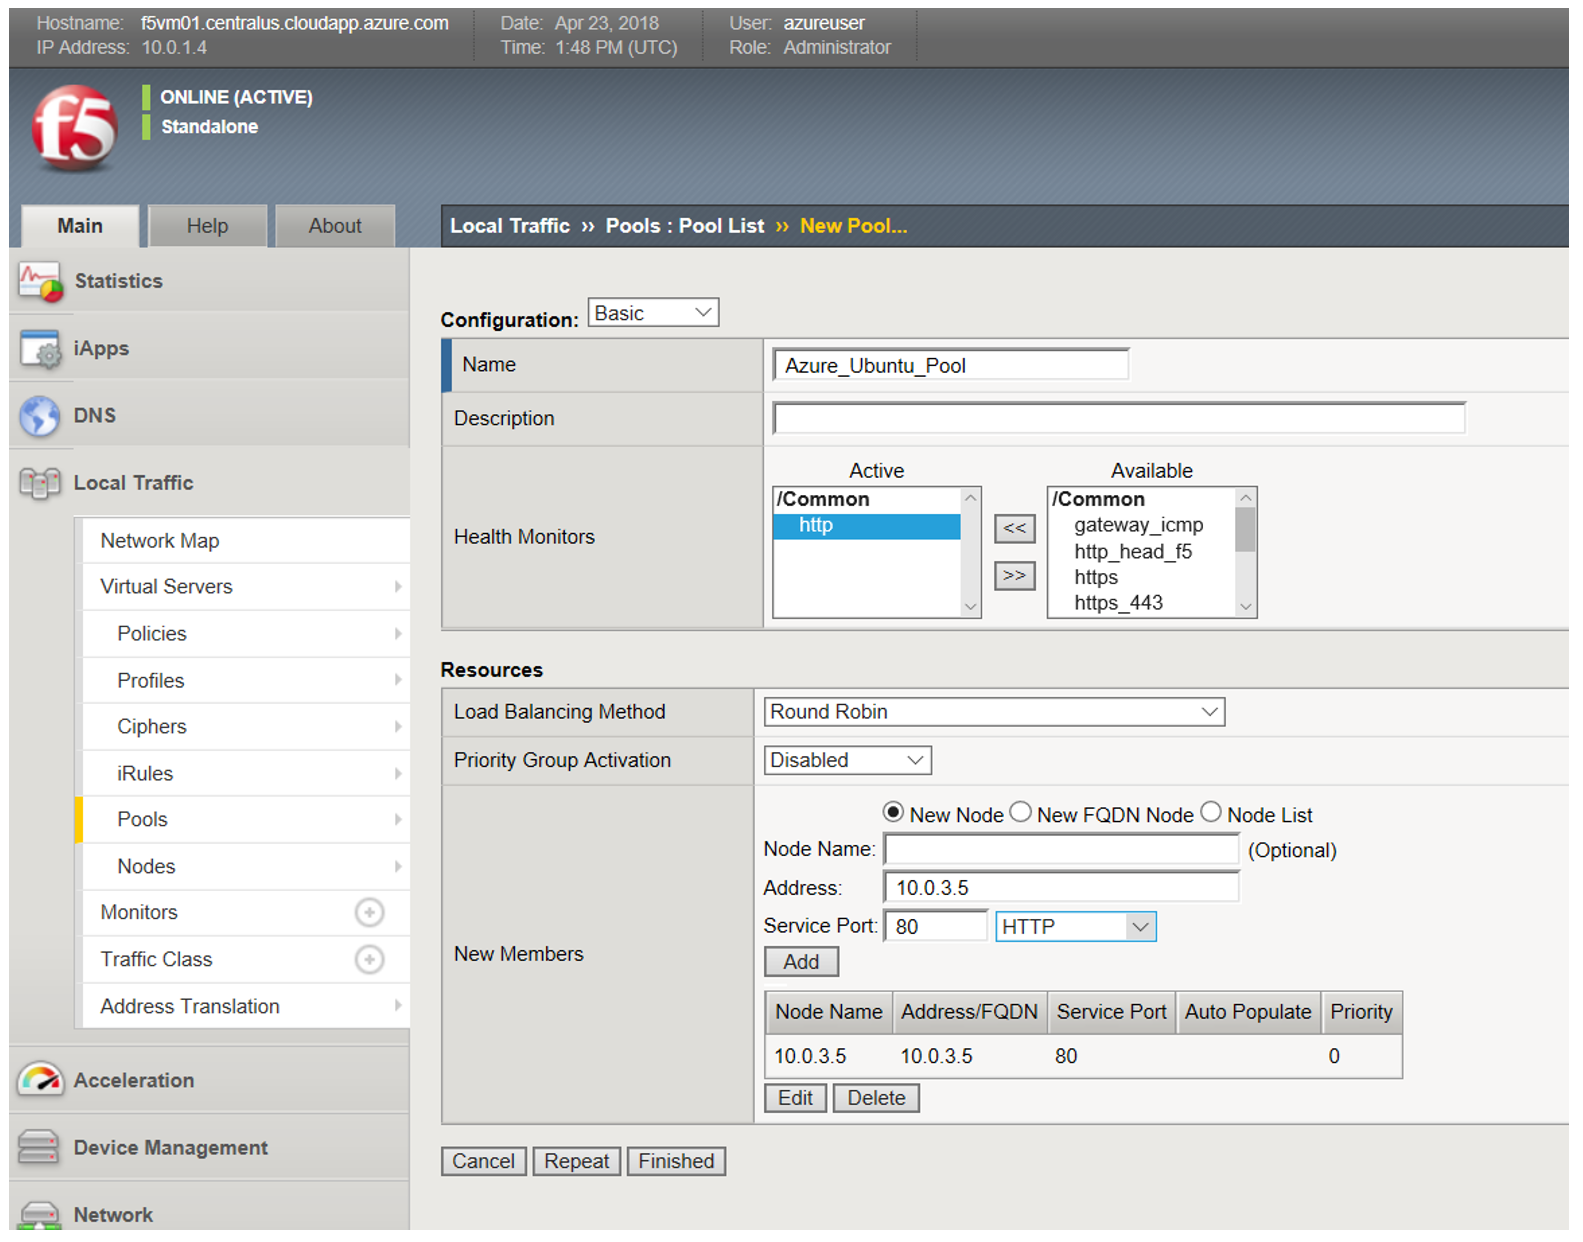 Hostname: f5vm01.centralus.cloudapp.azure.com Date: Apr 23, 2018 User: azureuser
IP Address: 10.0.1.4 Time: 1:48 PM (UTC) Role: Administrator
f5
ONLINE (ACTIVE)
Standalone
Main Help About
Local Traffic ›› Pools : Pool List ›› New Pool...
Statistics
iApps
DNS
Local Traffic
Network Map
Virtual Servers
Policies
Profiles
Ciphers
iRules
Pools
Nodes
Monitors
Traffic Class
Address Translation
Acceleration
Device Management
Network
Configuration: Basic
Name Azure_Ubuntu_Pool
Description
Health Monitors
Active
/Common
http
<<
>>
Available
/Common
gateway_icmp
http_head_f5
https
https_443
Resources
Load Balancing Method Round Robin
Priority Group Activation Disabled
New Members
New Node New FQDN Node Node List
Node Name: (Optional)
Address: 10.0.3.5
Service Port: 80 HTTP
Add
Node Name Address/FQDN Service Port Auto Populate Priority
10.0.3.5 10.0.3.5 80 0
Edit Delete
Cancel Repeat Finished